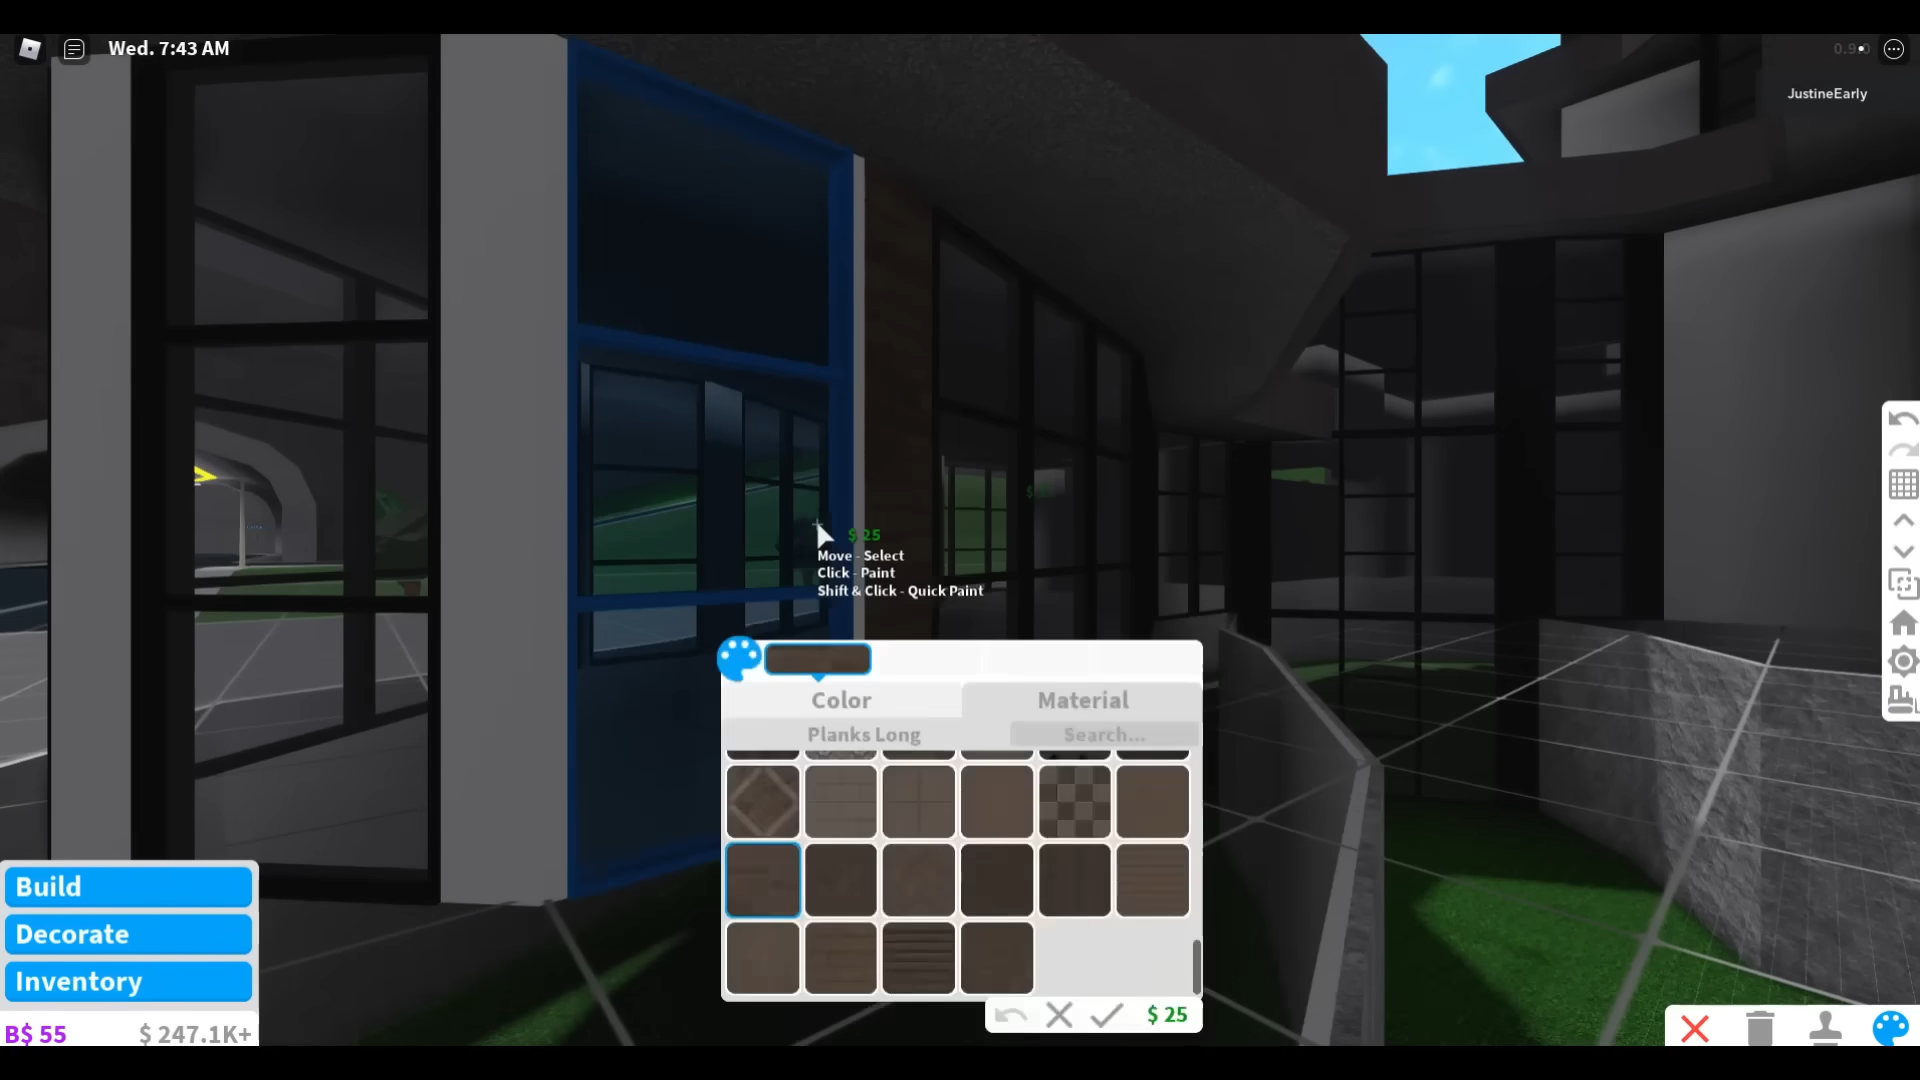 Wed. 7:43 AM
JustineEarly
$ 25
Move - Select
Click - Paint
Shift & Click - Quick Paint
Color
Material
Planks Long
Search...
Build
Decorate
Inventory
B$ 55
$ 247.1K+
$ 25